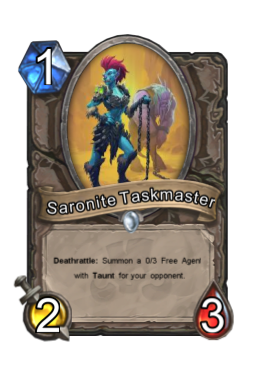 1
Saronite Taskmaster
Deathrattle: Summon a 0/3 Free Agent
with Taunt for your opponent.
2
3